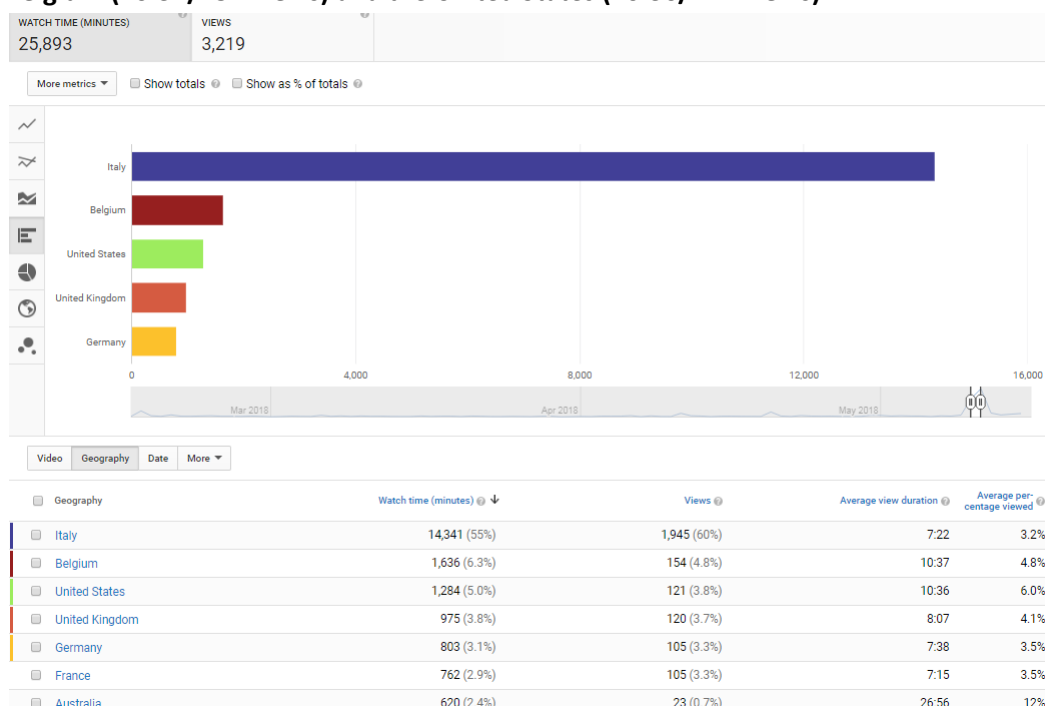 WATCH TIME (MINUTES)
25,893
VIEWS
3,219
More metrics
Show totals
Show as % of totals
Italy
Belgium
United States
United Kingdom
Germany
0 4,000 8,000 12,000 16,000
Mar 2018 Apr 2018 May 2018
Video Geography Date More
Geography Watch time (minutes) Views Average view duration Average per-
centage viewed
Italy 14,341 (55%) 1,945 (60%) 7:22 3.2%
Belgium 1,636 (6.3%) 154 (4.8%) 10:37 4.8%
United States 1,284 (5.0%) 121 (3.8%) 10:36 6.0%
United Kingdom 975 (3.8%) 120 (3.7%) 8:07 4.1%
Germany 803 (3.1%) 105 (3.3%) 7:38 3.5%
France 762 (2.9%) 105 (3.3%) 7:15 3.5%
Australia 620 (2.4%) 23 (0.7%) 26:56 12%